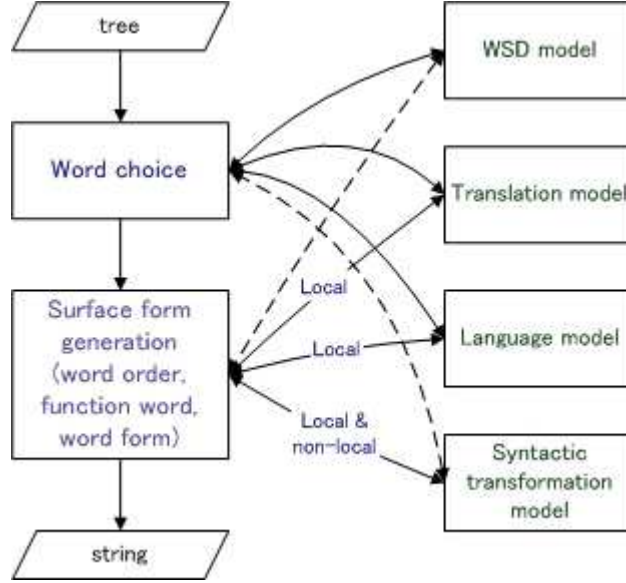 tree
Word choice
Surface form
generation
(word order,
function word,
word form)
string
WSD model
Translation model
Language model
Syntactic
transformation
model
Local
Local
Local &
non-local